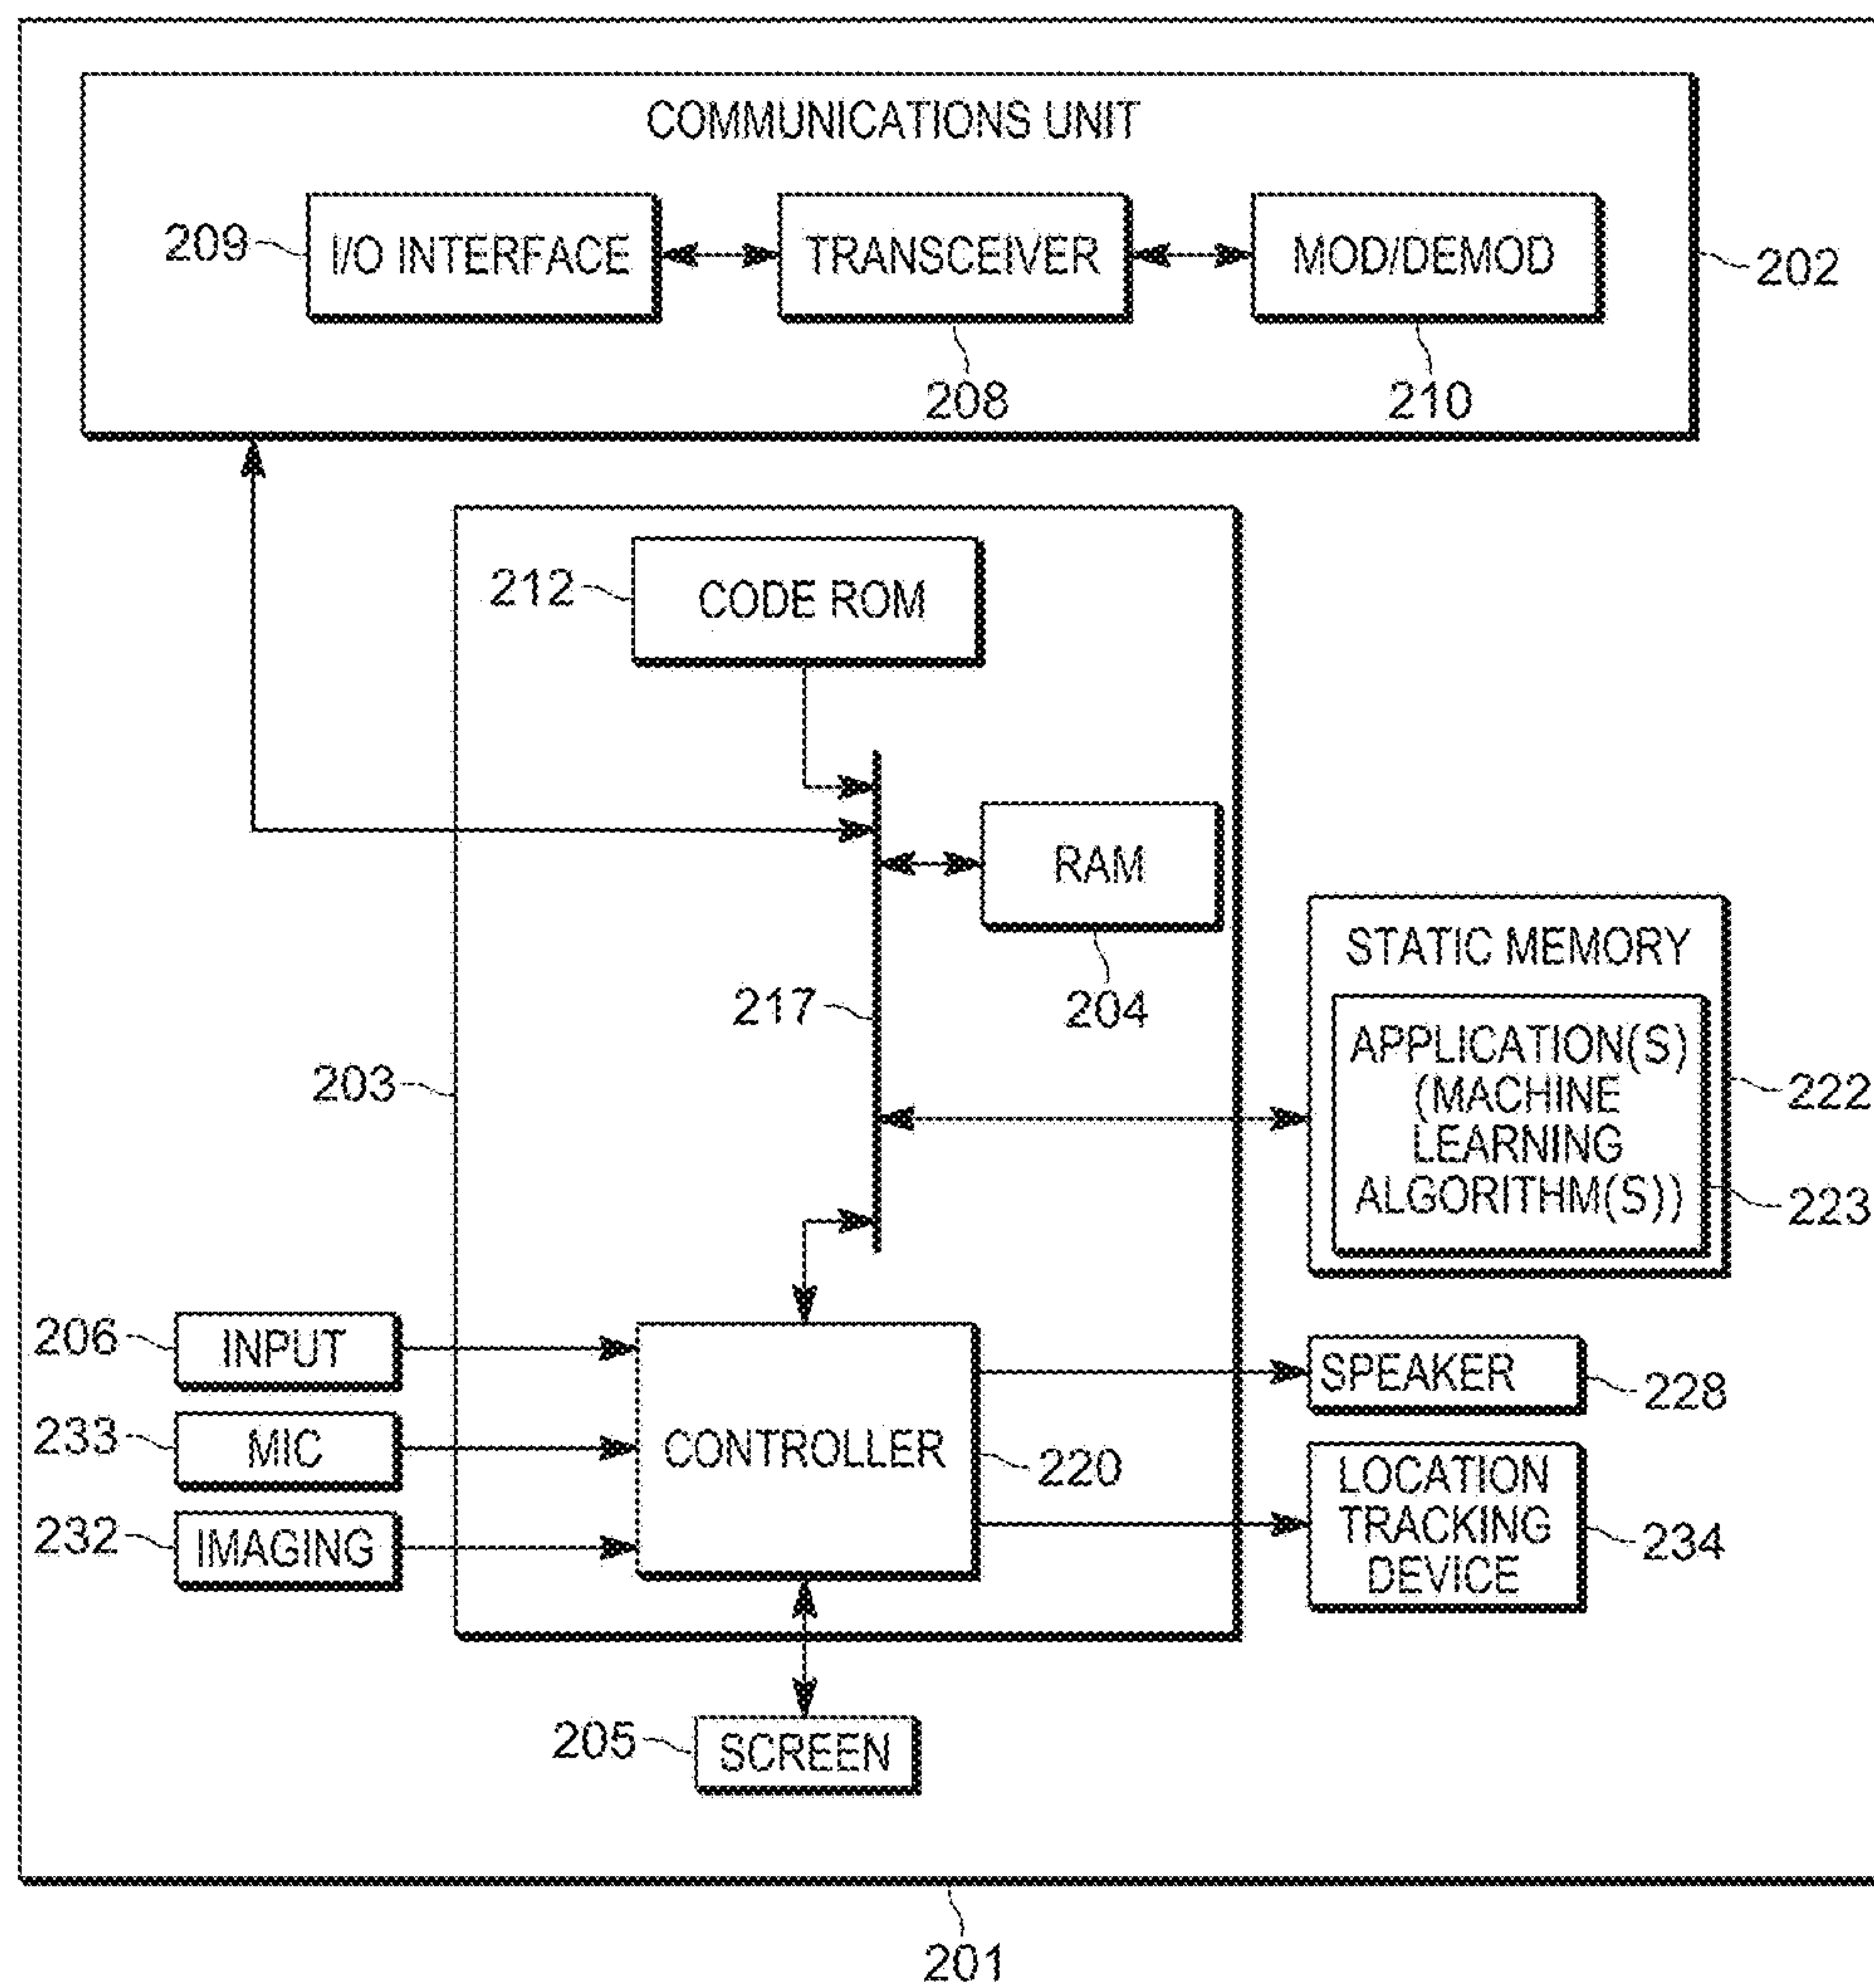 COMMUNICATIONS UNIT
209
I/O INTERFACE
TRANSCEIVER
MOD/DEMOD
202
208
210
212
CODE ROM
RAM
204
217
203
STATIC MEMORY
APPLICATION(S)
(MACHINE
LEARNING
ALGORITHM(S))
222
223
206
INPUT
233
MIC
232
IMAGING
CONTROLLER
220
SPEAKER
228
LOCATION
TRACKING
DEVICE
234
205
SCREEN
201